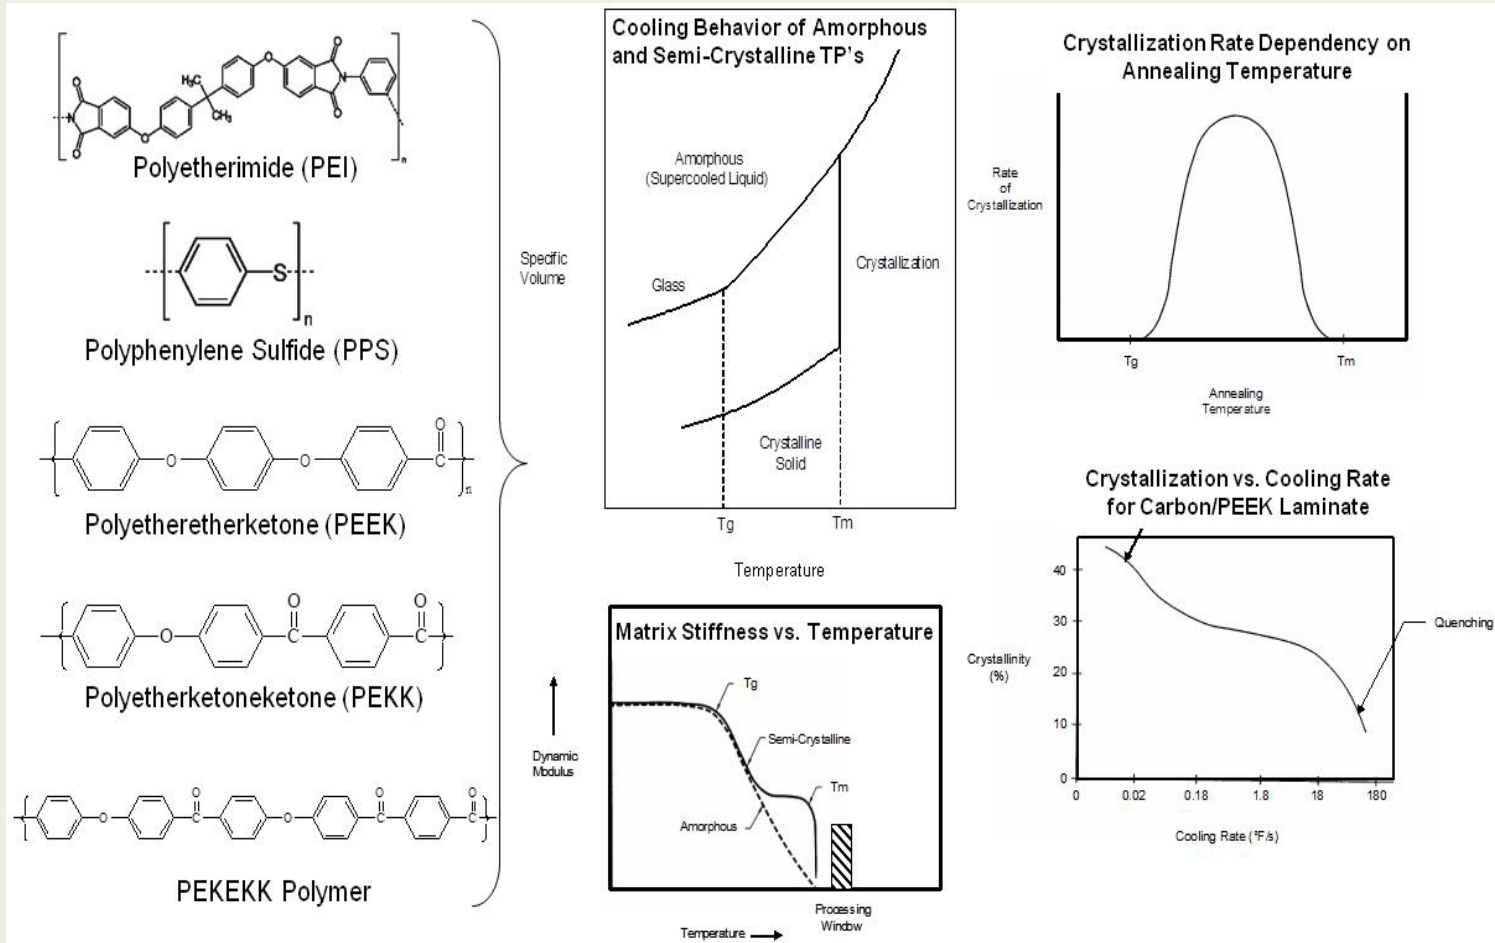 H₃C
CH₃
O
O
O
O
O
O
N
N
n
Polyetherimide (PEI)
S
n
Polyphenylene Sulfide (PPS)
O
O
O
C
n
Polyetheretherketone (PEEK)
O
O
O
C
C
Polyetherketoneketone (PEKK)
O
O
O
O
O
C
C
C
PEKEKK Polymer
Cooling Behavior of Amorphous
and Semi-Crystalline TP's
Amorphous
(Supercooled Liquid)
Specific
Volume
Glass
Crystallization
Crystalline
Solid
Tg
Tm
Temperature
Matrix Stiffness vs. Temperature
Tg
Semi-Crystalline
Dynamic
Modulus
Tm
Amorphous
Processing
Window
Temperature
Crystallization Rate Dependency on
Annealing Temperature
Rate
of
Crystallization
Tg
Tm
Annealing
Temperature
Crystallization vs. Cooling Rate
for Carbon/PEEK Laminate
40
30
20
10
0
Quenching
Crystallinity
(%)
0
0.02
0.18
1.8
18
180
Cooling Rate (°F/s)